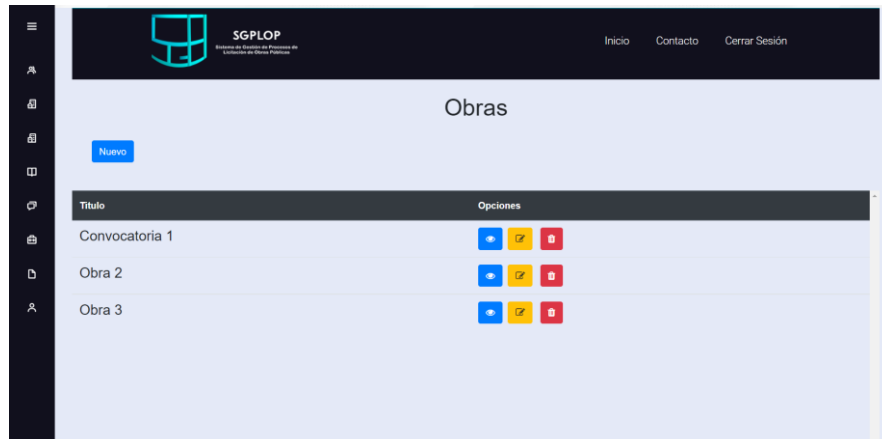 SGPLOP
Sistema de Gestión de Procesos de
Licitación de Obras Públicas
Inicio Contacto Cerrar Sesión
Obras
Nuevo
Titulo Opciones
Convocatoria 1
Obra 2
Obra 3